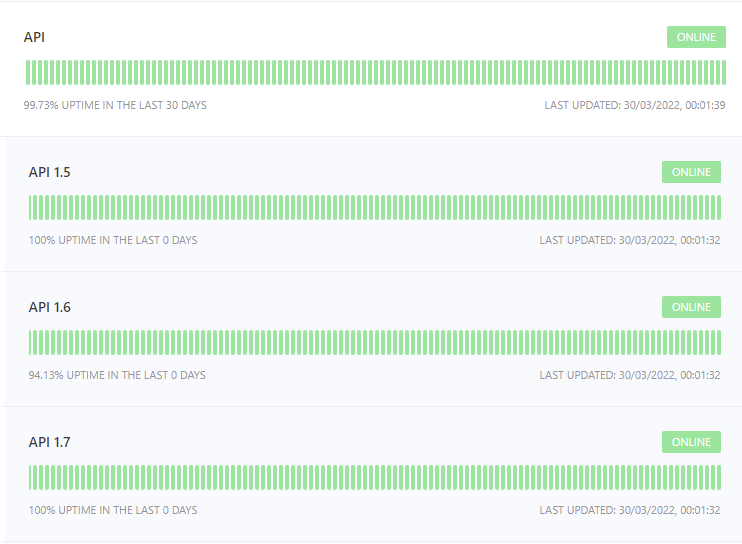 API
ONLINE
99.73% UPTIME IN THE LAST 30 DAYS
LAST UPDATED: 30/03/2022, 00:01:39
API 1.5
ONLINE
100% UPTIME IN THE LAST 0 DAYS
LAST UPDATED: 30/03/2022, 00:01:32
API 1.6
ONLINE
94.13% UPTIME IN THE LAST 0 DAYS
LAST UPDATED: 30/03/2022, 00:01:32
API 1.7
ONLINE
100% UPTIME IN THE LAST 0 DAYS
LAST UPDATED: 30/03/2022, 00:01:32